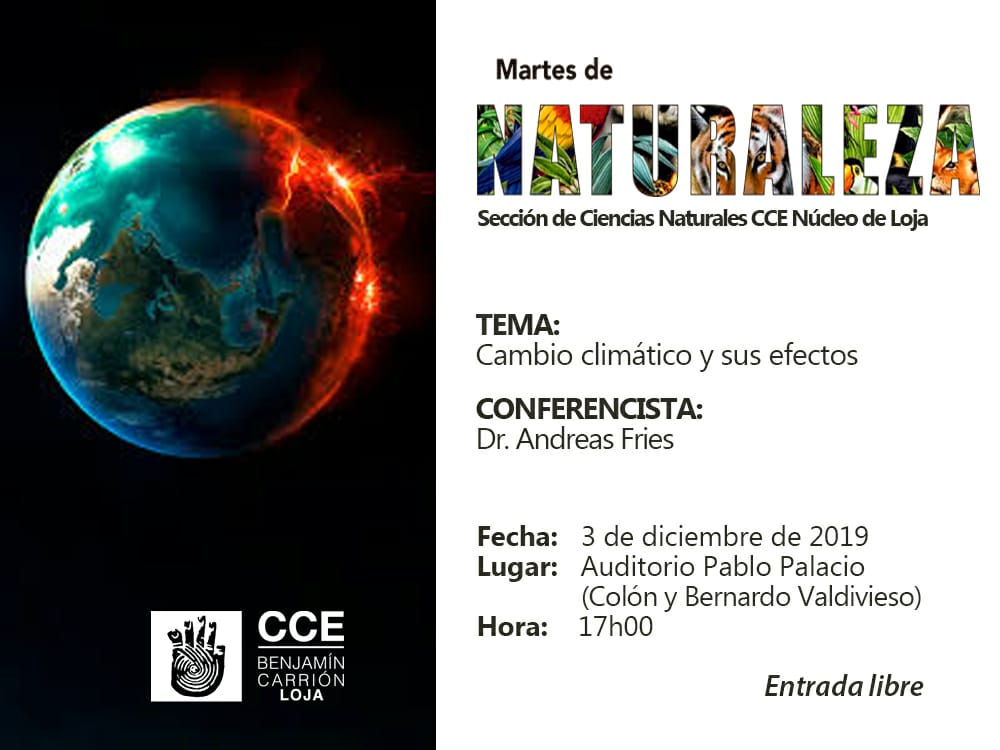 Martes de
NATURALEZA
Sección de Ciencias Naturales CCE Núcleo de Loja
TEMA:
Cambio climático y sus efectos
CONFERENCISTA:
Dr. Andreas Fries
Fecha: 3 de diciembre de 2019
Lugar: Auditorio Pablo Palacio
(Colón y Bernardo Valdivieso)
Hora: 17h00
Entrada libre
CCE
BENJAMÍN
CARRIÓN
LOJA